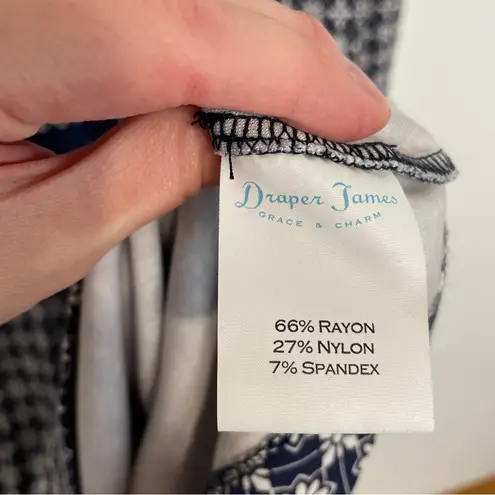 Draper James
GRACE & CHARM
66% RAYON
27% NYLON
7% SPANDEX